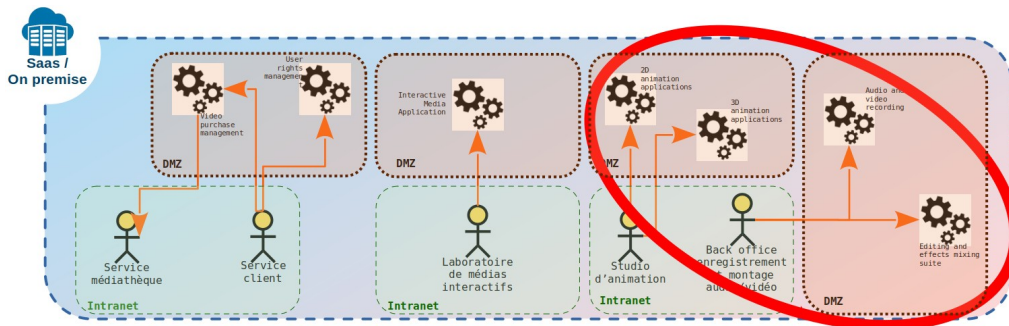 Saas /
On premise
User
rights
management
Video
purchase
management
DMZ
Interactive
Media
Application
DMZ
2D
animation
applications
3D
animation
applications
DMZ
Audio and
video
recording
Editing and
effects mixing
suite
DMZ
Service
médiathèque
Service
client
Intranet
Laboratoire
de médias
interactifs
Intranet
Studio
d'animation
Back office
enregistrement
et montage
audio/vidéo
Intranet